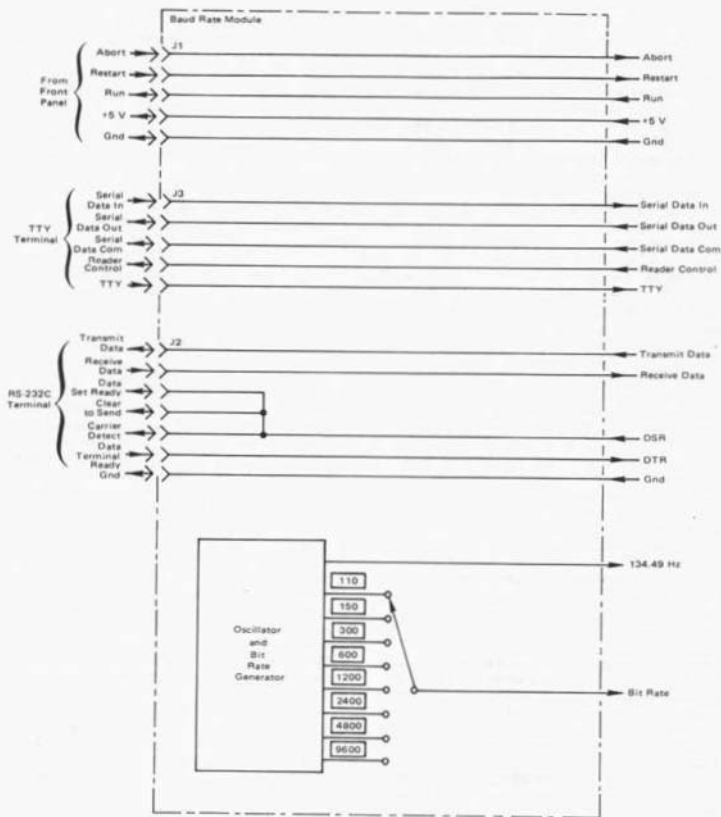 Baud Rate Module
From
Front
Panel
Abort
Restart
Run
+5 V
Gnd
J1
Abort
Restart
Run
+5 V
Gnd
TTY
Terminal
Serial
Data In
Serial
Data Out
Serial
Data Com
Reader
Control
TTY
J3
Serial Data In
Serial Data Out
Serial Data Com
Reader Control
TTY
RS-232C
Terminal
Transmit
Data
Receive
Data
Data
Set Ready
Clear
to Send
Carrier
Detect
Data
Terminal
Ready
Gnd
J2
Transmit Data
Receive Data
DSR
DTR
Gnd
Oscillator
and
Bit
Rate
Generator
134.49 Hz
110
150
300
600
1200
2400
4800
9600
Bit Rate